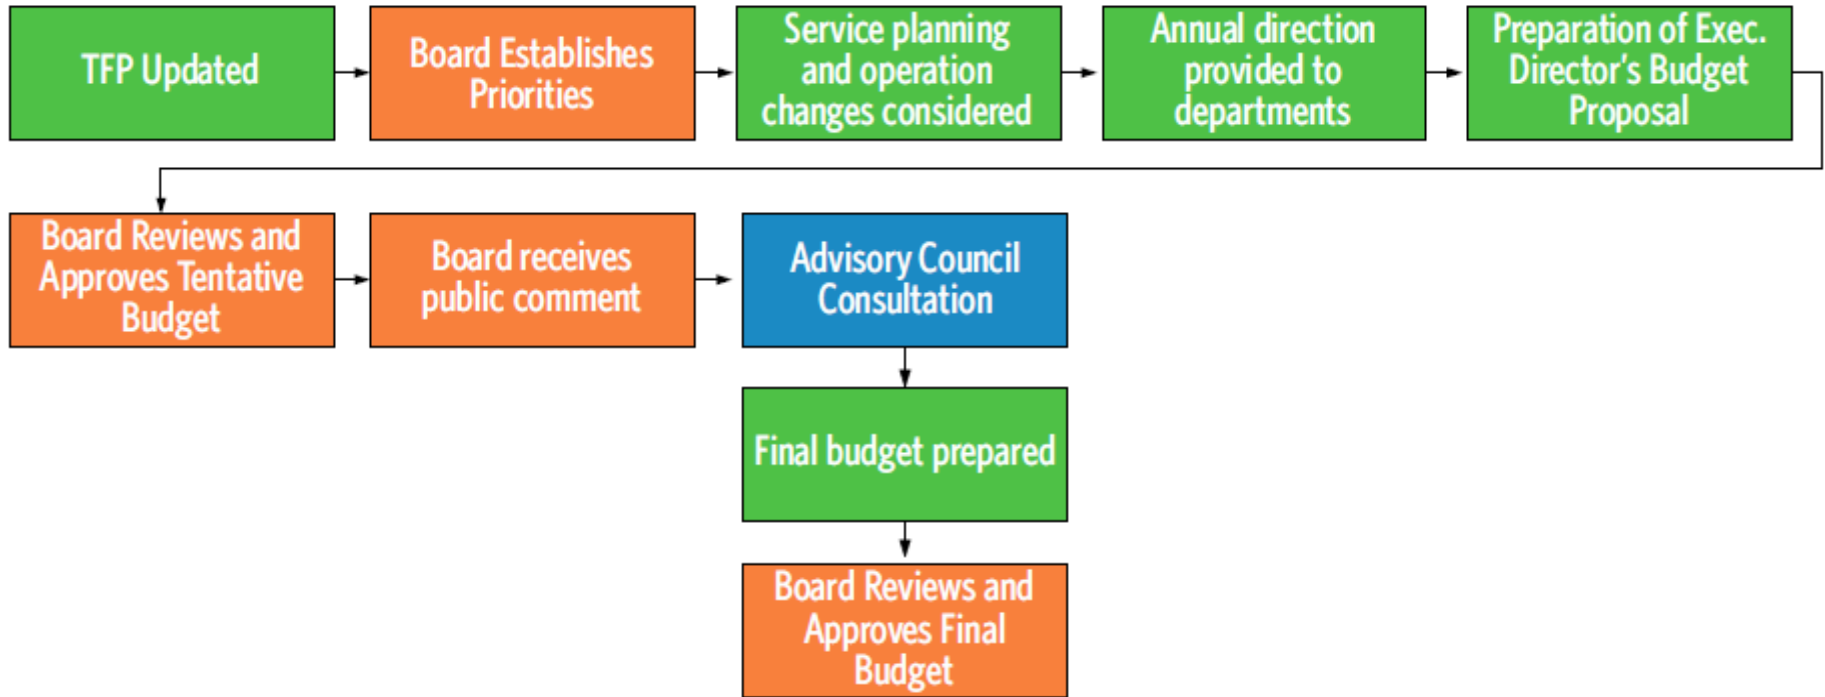 TFP Updated
Board Establishes
Priorities
Service planning
and operation
changes considered
Annual direction
provided to
departments
Preparation of Exec.
Director's Budget
Proposal
Board Reviews and
Approves Tentative
Budget
Board receives
public comment
Advisory Council
Consultation
Final budget prepared
Board Reviews and
Approves Final
Budget